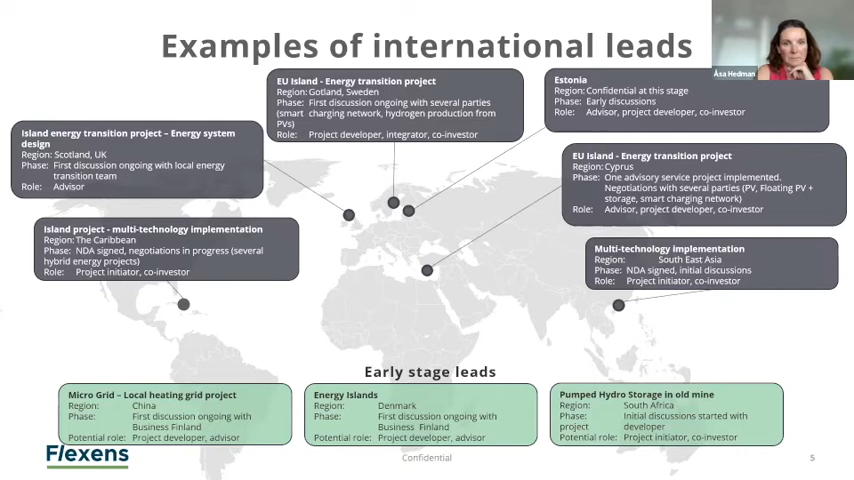 Examples of international leads
Åsa Hedman
EU Island - Energy transition project
Region: Gotland, Sweden
Phase: First discussion ongoing with several parties
(smart charging network, hydrogen production from
PVs)
Role: Project developer, integrator, co-investor
Estonia
Region: Confidential at this stage
Phase: Early discussions
Role: Advisor, project developer, co-investor
Island energy transition project – Energy system
design
Region: Scotland, UK
Phase: First discussion ongoing with local energy
transition team
Role: Advisor
EU Island - Energy transition project
Region: Cyprus
Phase: One advisory service project implemented.
Negotiations with several parties (PV, Floating PV +
storage, smart charging network)
Role: Advisor, project developer, co-investor
Island project - multi-technology implementation
Region: The Caribbean
Phase: NDA signed, negotiations in progress (several
hybrid energy projects)
Role: Project initiator, co-investor
Multi-technology implementation
Region: South East Asia
Phase: NDA signed, initial discussions
Role: Project initiator, co-investor
Early stage leads
Micro Grid – Local heating grid project
Region: China
Phase: First discussion ongoing with
Business Finland
Potential role: Project developer, advisor
Energy Islands
Region: Denmark
Phase: First discussion ongoing with
Business Finland
Potential role: Project developer, advisor
Pumped Hydro Storage in old mine
Region: South Africa
Phase: Initial discussions started with
project developer
Potential role: Project initiator, co-investor
Flexens
Confidential
5